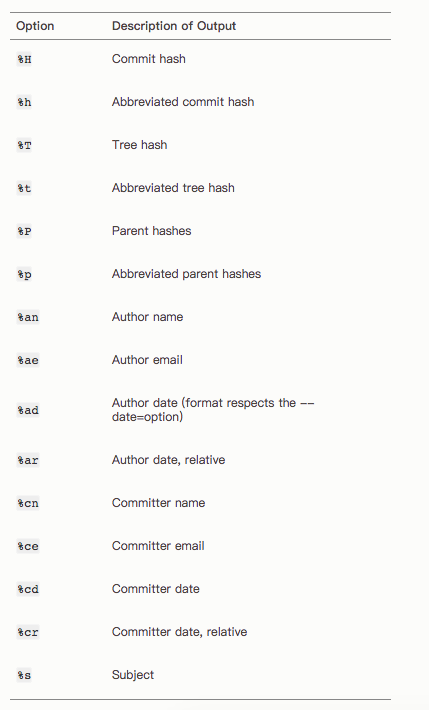 Option Description of Output
%H Commit hash
%h Abbreviated commit hash
%T Tree hash
%t Abbreviated tree hash
%P Parent hashes
%p Abbreviated parent hashes
%an Author name
%ae Author email
%ad Author date (format respects the --
date=option)
%ar Author date, relative
%cn Committer name
%ce Committer email
%cd Committer date
%cr Committer date, relative
%s Subject